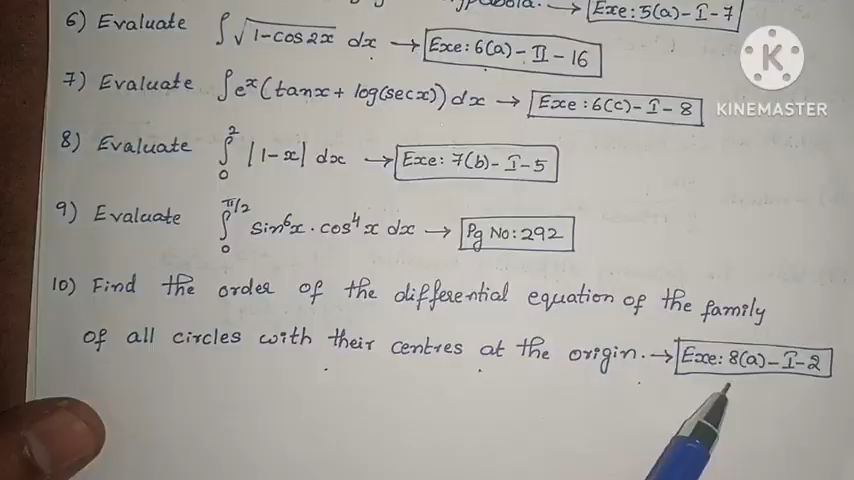 ypabola. → Exe: 5(a)-I-7
6) Evaluate ∫√1-cos2x dx → Exe: 6(a)-II-16
K
KINEMASTER
7) Evaluate ∫eˣ(tanx + log(secx)) dx → Exe: 6(c)-I-8
8) Evaluate ∫₀² |1-x| dx → Exe: 7(b)-I-5
9) Evaluate ∫₀^π/2 sin⁶x · cos⁴x dx → Pg No: 292
10) Find the order of the differential equation of the family
of all circles with their centres at the origin. → Exe: 8(a)-I-2